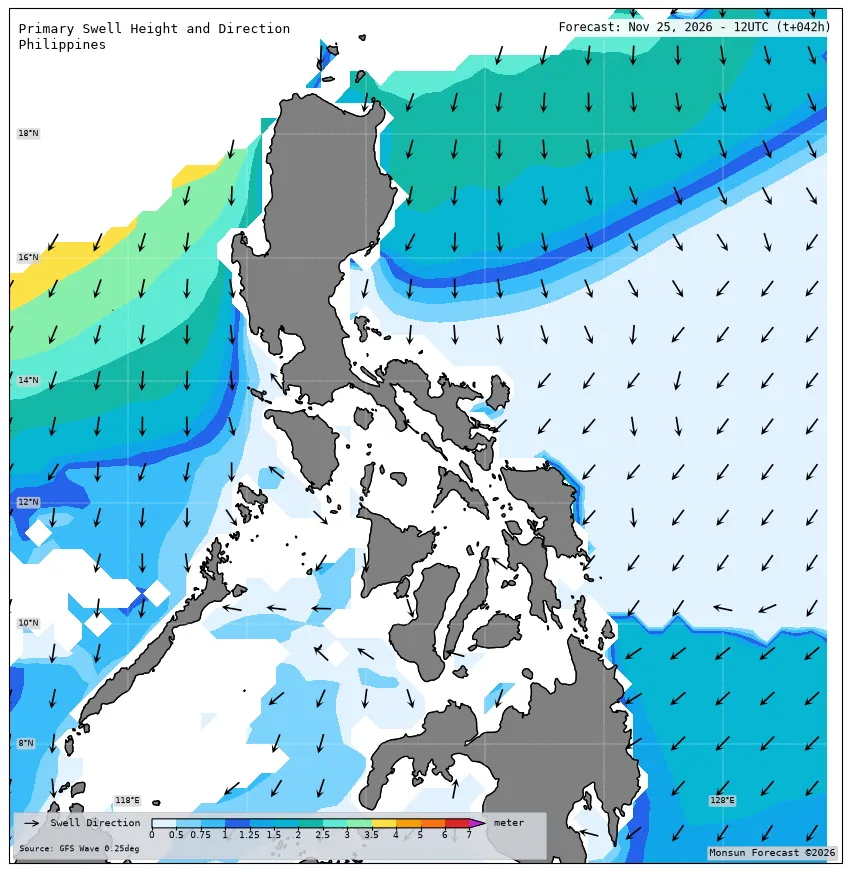 Primary Swell Height and Direction
Philippines
Forecast: Nov 25, 2026 - 12UTC (t+042h)
18°N
16°N
14°N
12°N
10°N
8°N
118°E
128°E
Swell Direction
meter
0 0.5 0.75 1 1.25 1.5 2 2.5 3 3.5 4 5 6 7
Source: GFS Wave 0.25deg
Monsun Forecast ©2026